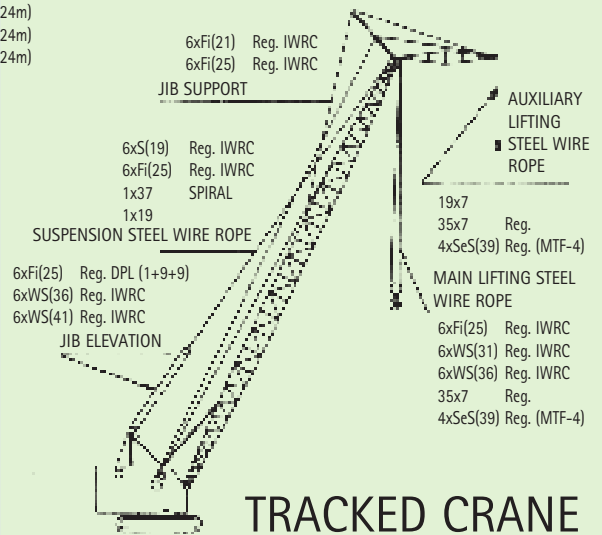 24m)
24m)
24m)
6xFi(21) Reg. IWRC
6xFi(25) Reg. IWRC
JIB SUPPORT
6xS(19) Reg. IWRC
6xFi(25) Reg. IWRC
1x37 SPIRAL
1x19
SUSPENSION STEEL WIRE ROPE
6xFi(25) Reg. DPL (1+9+9)
6xWS(36) Reg. IWRC
6xWS(41) Reg. IWRC
JIB ELEVATION
AUXILIARY
LIFTING
STEEL WIRE
ROPE
19x7
35x7 Reg.
4xSeS(39) Reg. (MTF-4)
MAIN LIFTING STEEL
WIRE ROPE
6xFi(25) Reg. IWRC
6xWS(31) Reg. IWRC
6xWS(36) Reg. IWRC
35x7 Reg.
4xSeS(39) Reg. (MTF-4)
TRACKED CRANE